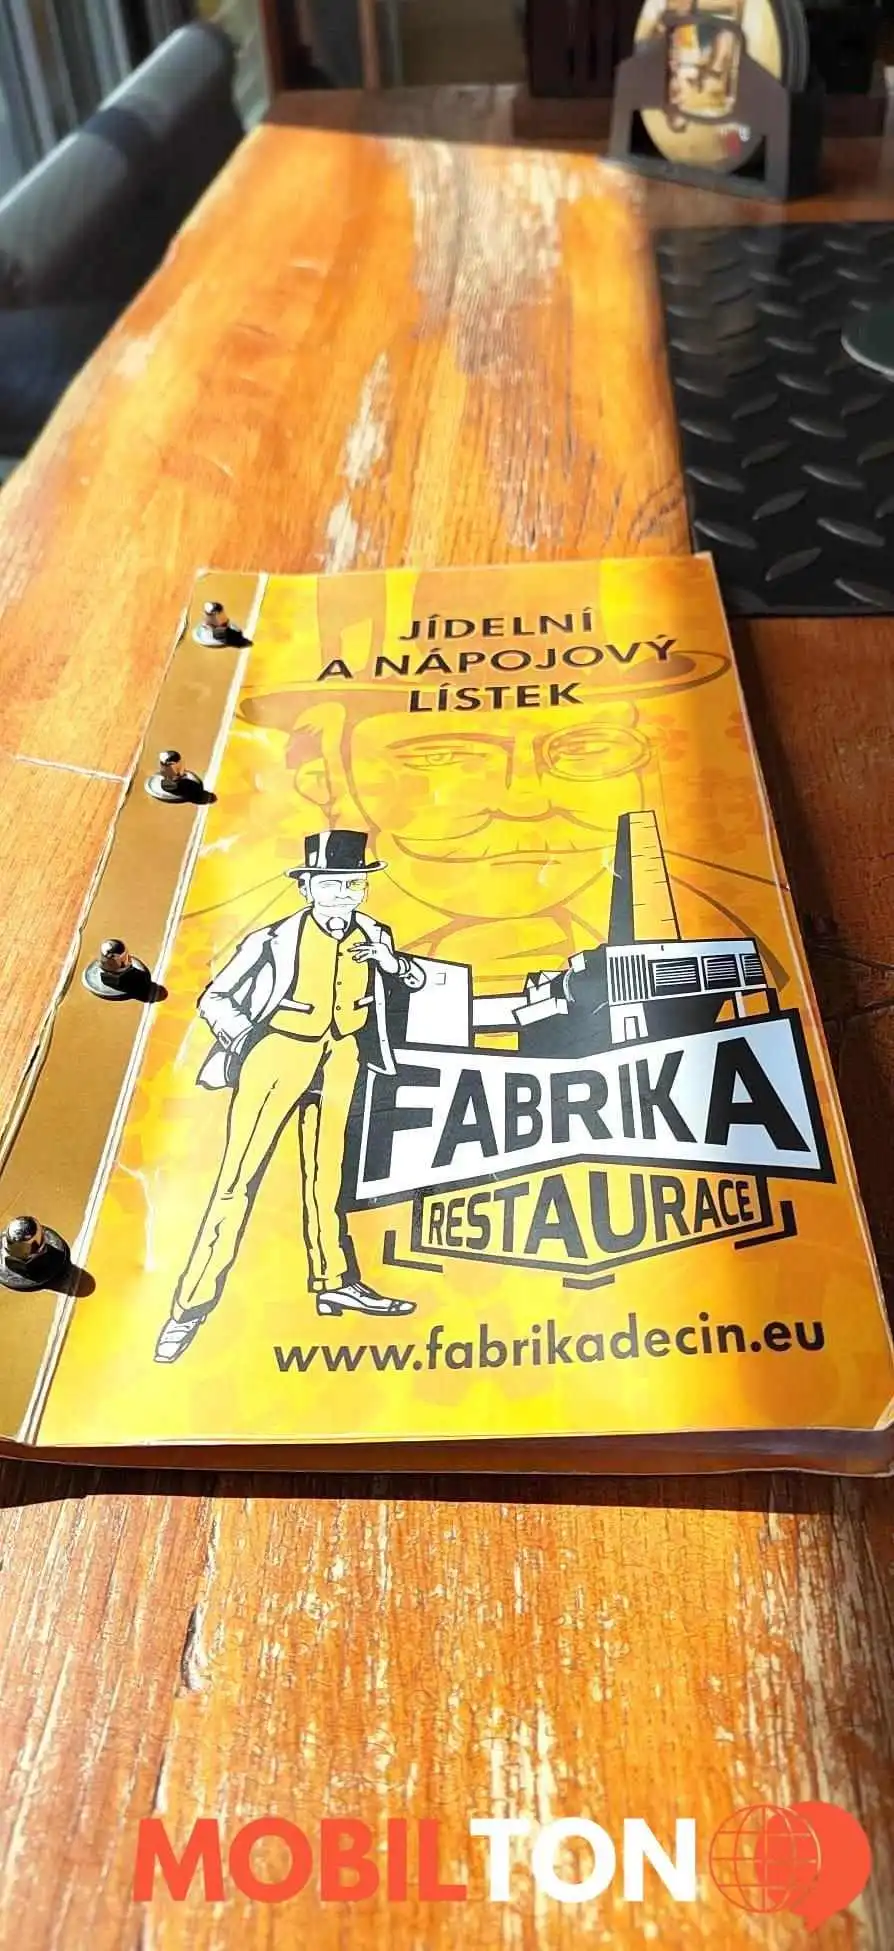 JÍDELNÍ
A NÁPOJOVÝ
LÍSTEK
FABRIKA
RESTAURACE
www.fabrikadecin.eu
MOBILTON